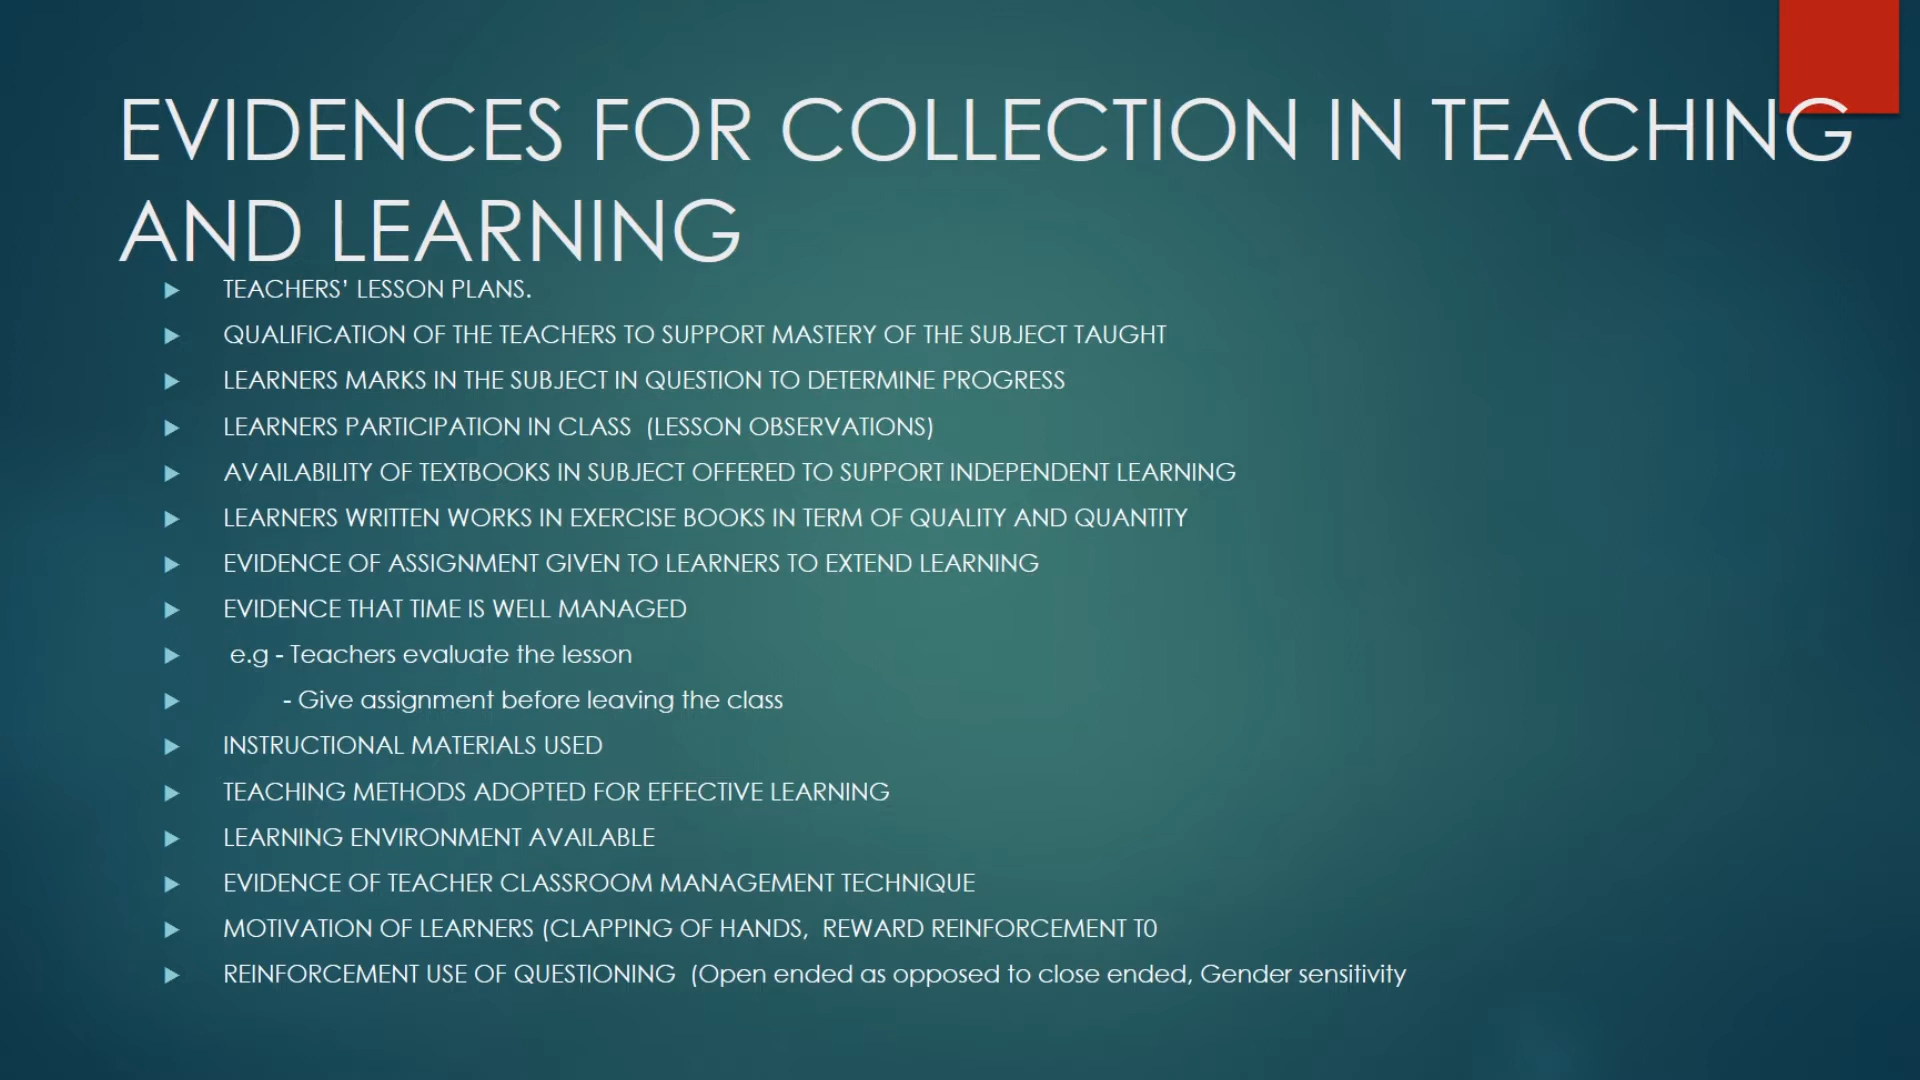 EVIDENCES FOR COLLECTION IN TEACHING
AND LEARNING
TEACHERS’ LESSON PLANS.
QUALIFICATION OF THE TEACHERS TO SUPPORT MASTERY OF THE SUBJECT TAUGHT
LEARNERS MARKS IN THE SUBJECT IN QUESTION TO DETERMINE PROGRESS
LEARNERS PARTICIPATION IN CLASS  (LESSON OBSERVATIONS)
AVAILABILITY OF TEXTBOOKS IN SUBJECT OFFERED TO SUPPORT INDEPENDENT LEARNING
LEARNERS WRITTEN WORKS IN EXERCISE BOOKS IN TERM OF QUALITY AND QUANTITY
EVIDENCE OF ASSIGNMENT GIVEN TO LEARNERS TO EXTEND LEARNING
EVIDENCE THAT TIME IS WELL MANAGED
e.g - Teachers evaluate the lesson
- Give assignment before leaving the class
INSTRUCTIONAL MATERIALS USED
TEACHING METHODS ADOPTED FOR EFFECTIVE LEARNING
LEARNING ENVIRONMENT AVAILABLE
EVIDENCE OF TEACHER CLASSROOM MANAGEMENT TECHNIQUE
MOTIVATION OF LEARNERS (CLAPPING OF HANDS,  REWARD REINFORCEMENT T0
REINFORCEMENT USE OF QUESTIONING  (Open ended as opposed to close ended, Gender sensitivity